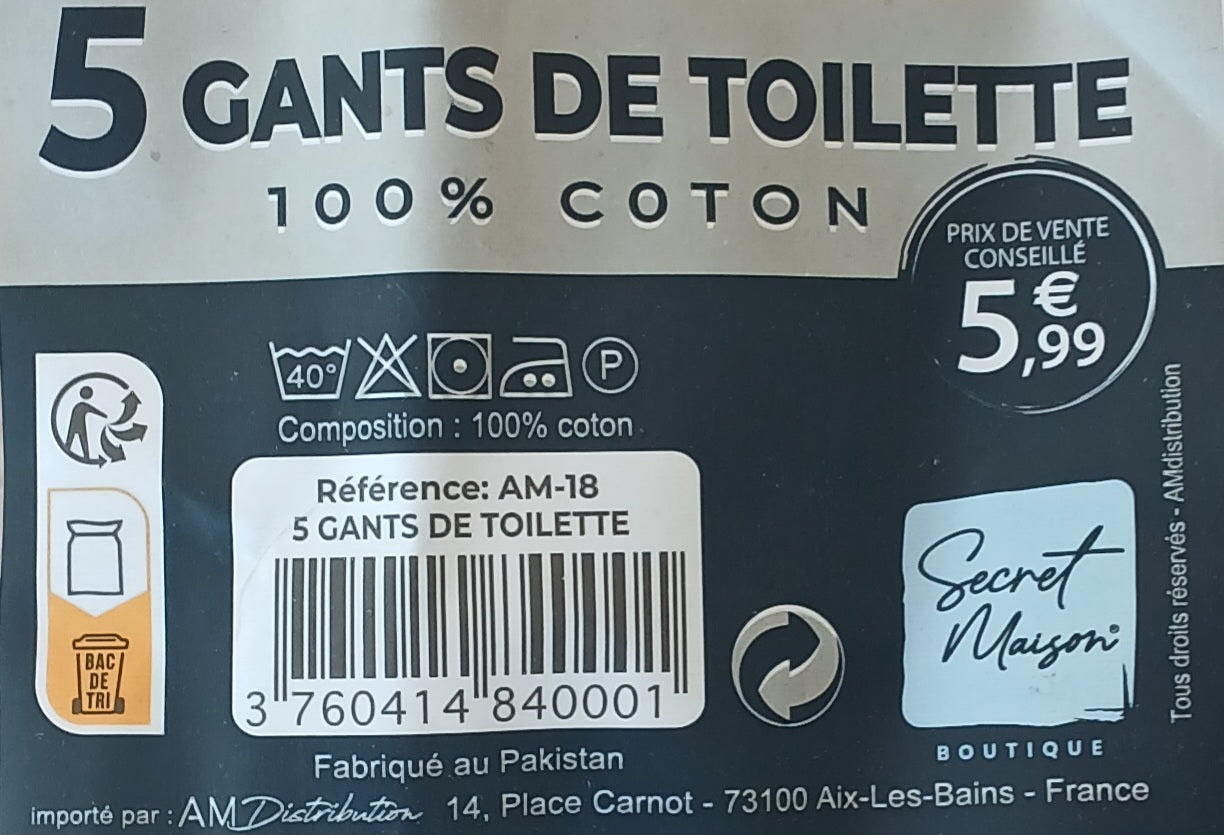 5 GANTS DE TOILETTE
100% COTON
PRIX DE VENTE
CONSEILLÉ
5,99 €
40° P
Composition : 100% coton
Référence: AM-18
5 GANTS DE TOILETTE
3 760414 840001
BAC
DE
TRI
Secret
Maison®
BOUTIQUE
Tous droits réservés - AMdistribution
Fabriqué au Pakistan
importé par : AM Distribution 14, Place Carnot - 73100 Aix-Les-Bains - France